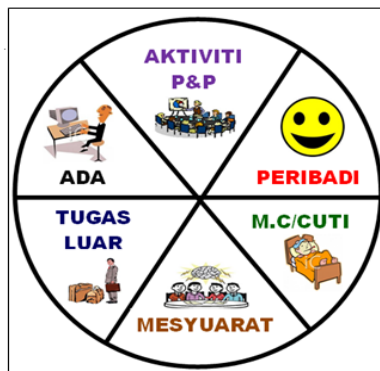 AKTIVITI
P&P
PERIBADI
M.C/CUTI
MESYUARAT
TUGAS
LUAR
ADA